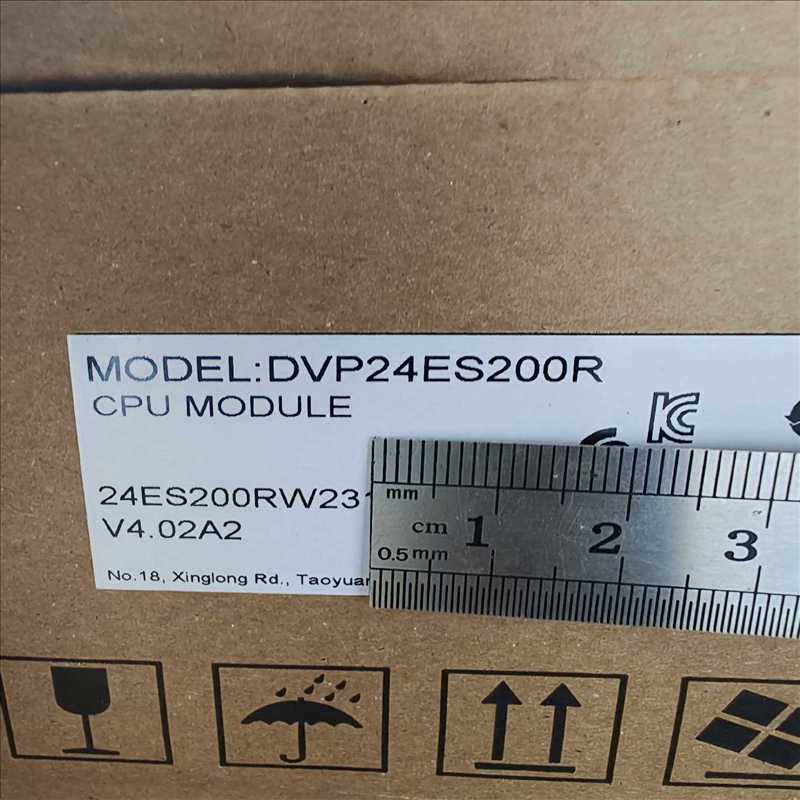 MODEL:DVP24ES200R
CPU MODULE
24ES200RW231
V4.02A2
No.18, Xinglong Rd., Taoyuan
mm
cm 1 2 3
0.5mm